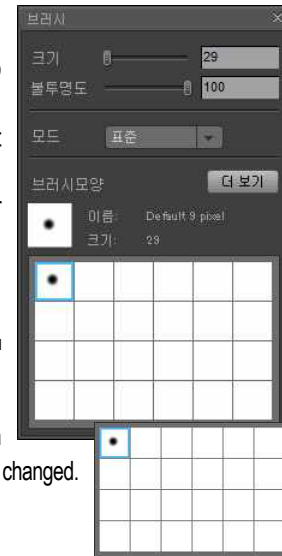 브러시
크기 29
불투명도 100
모드 표준
브러시모양 더 보기
이름: Default 9 pixel
크기: 29
changed.